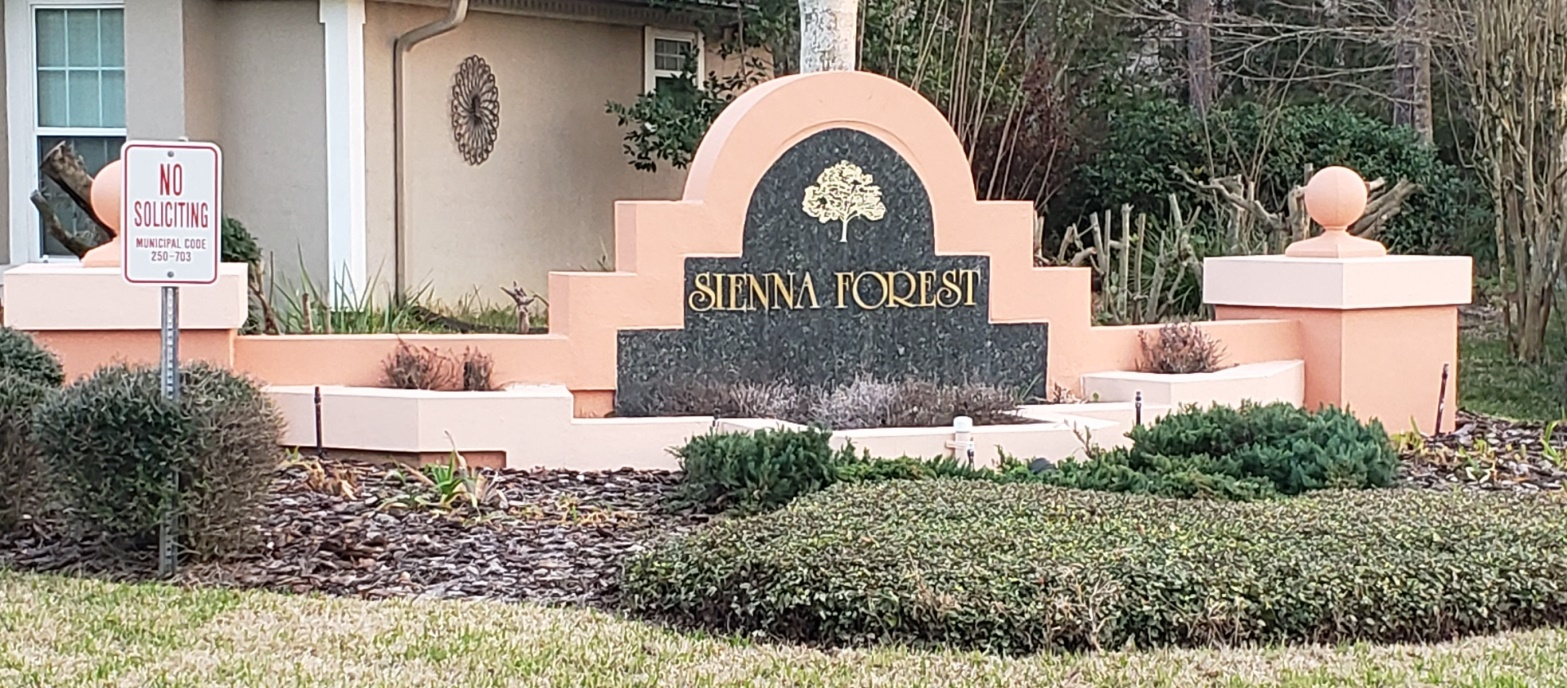 NO
SOLICITING
MUNICIPAL CODE
250-703
SIENNA FOREST